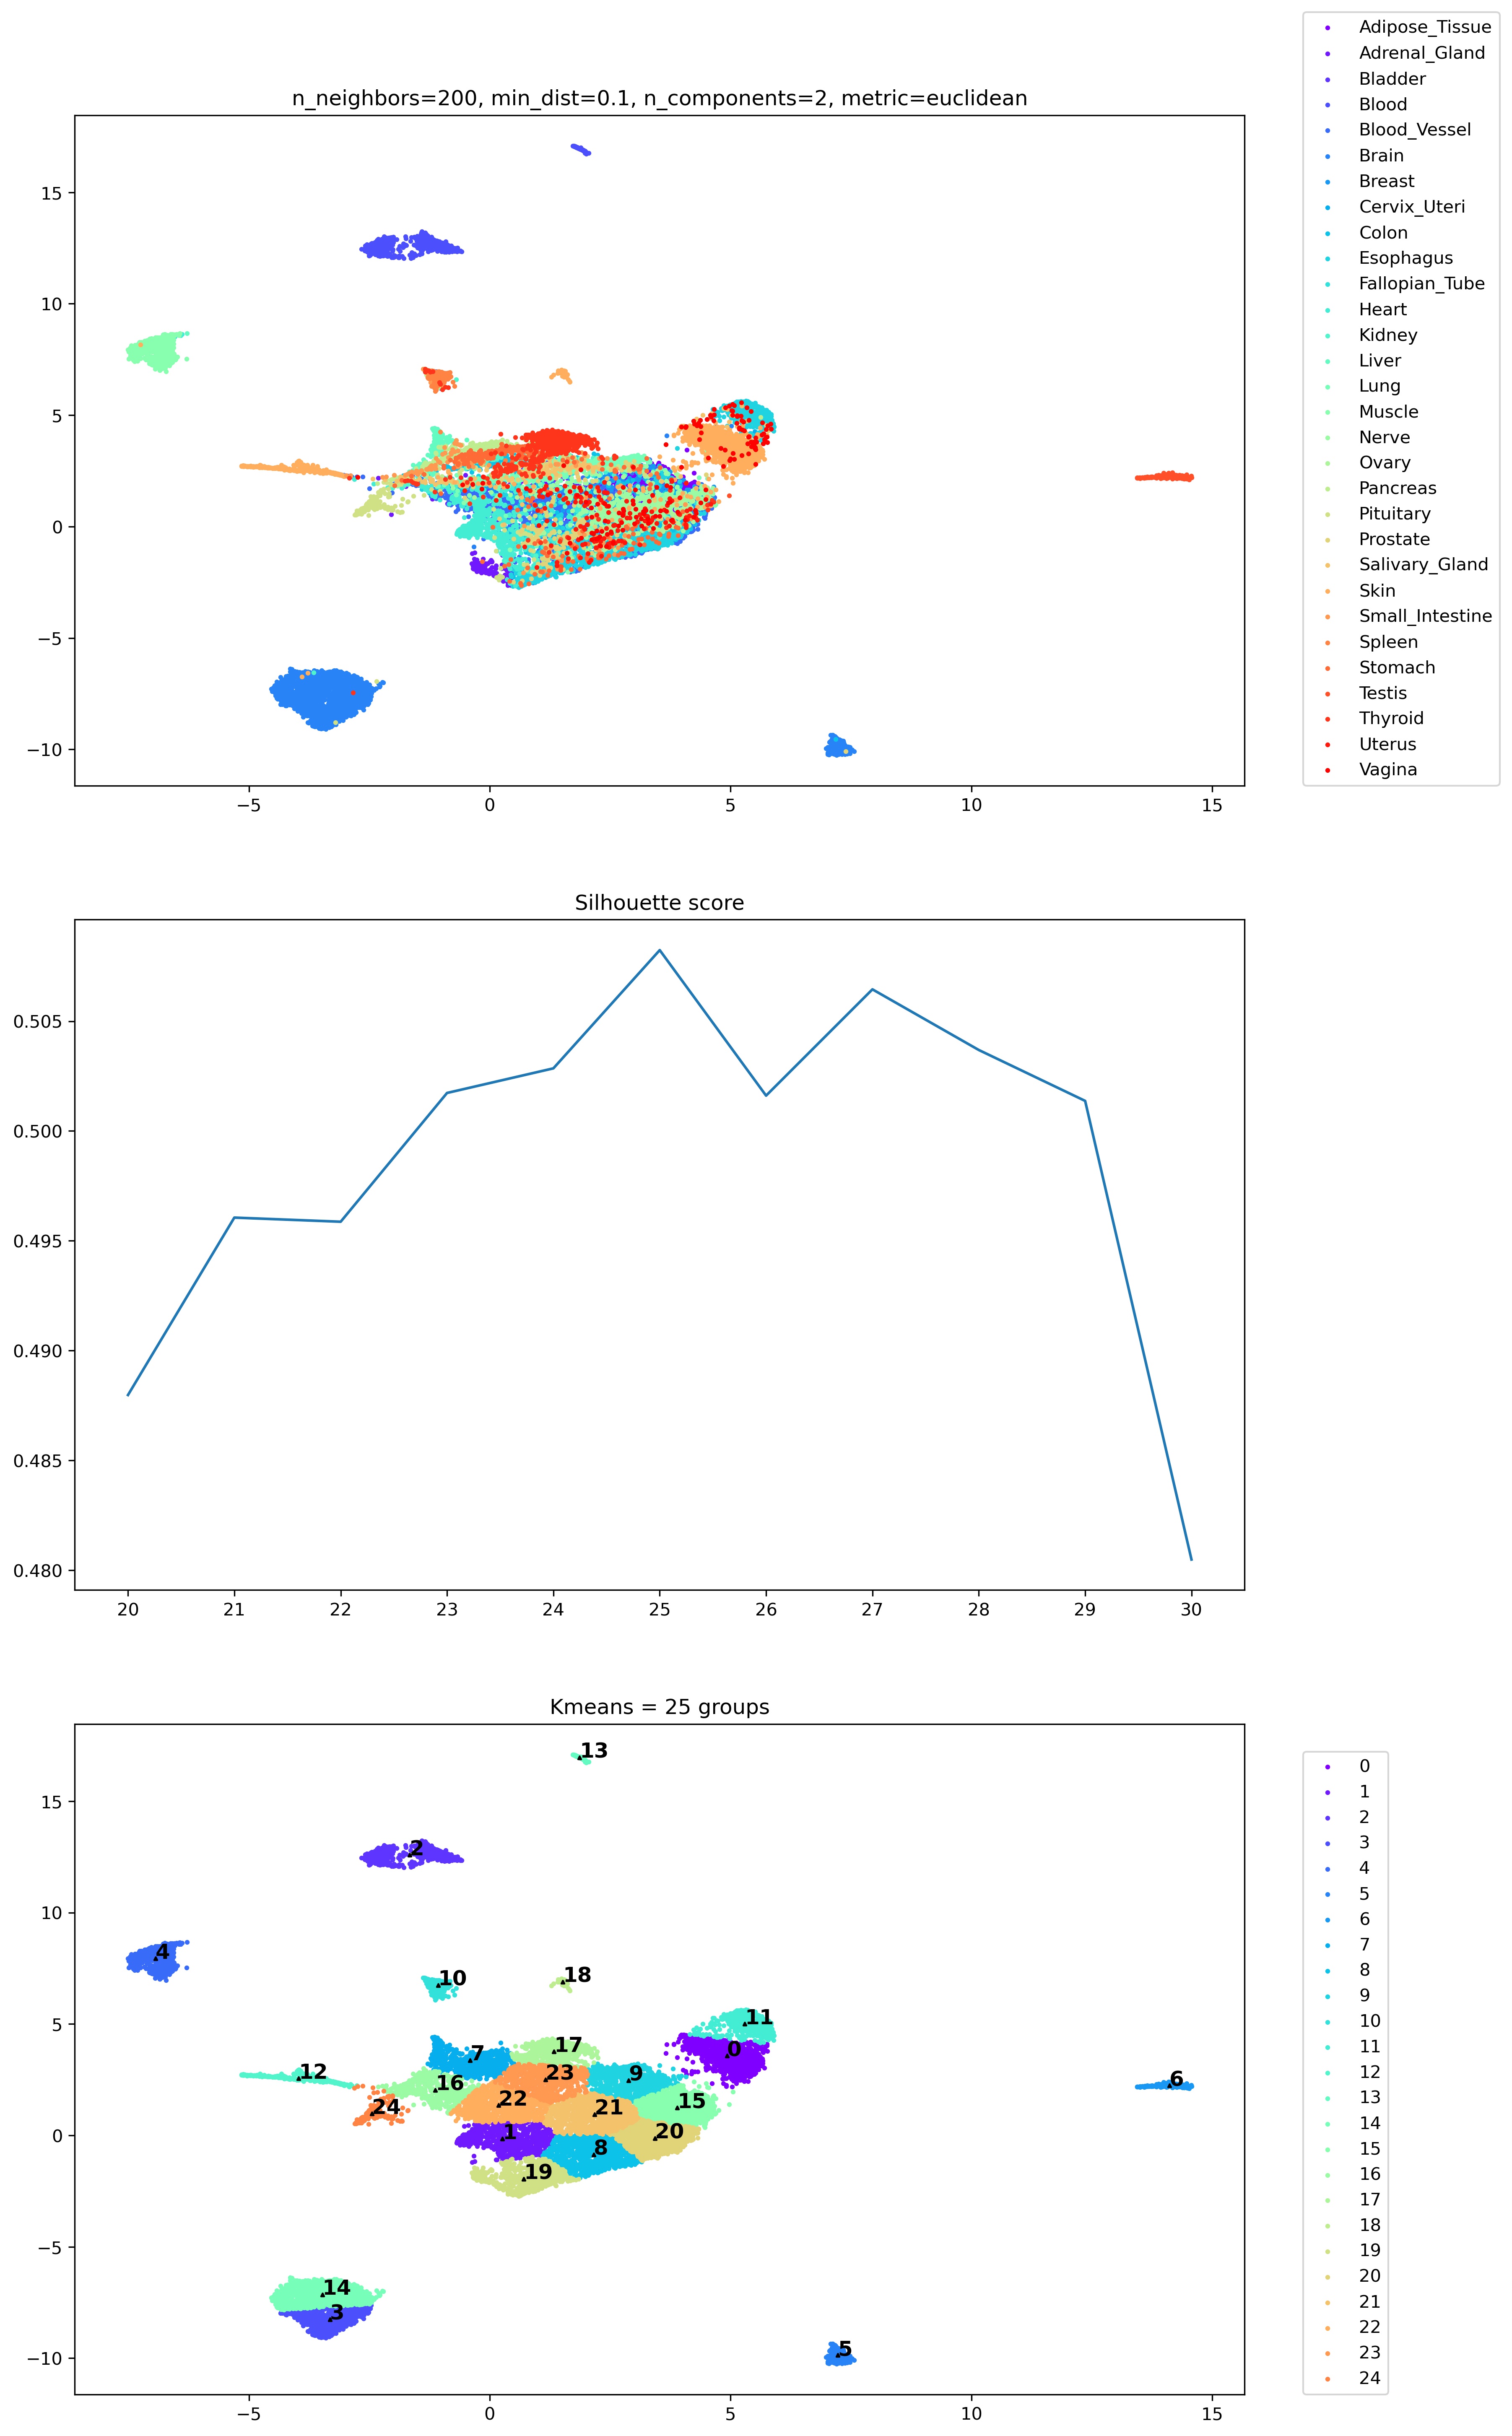 n_neighbors=200, min_dist=0.1, n_components=2, metric=euclidean
15
10
5
0
−5
−10
−5
0
5
10
15
Adipose_Tissue
Adrenal_Gland
Bladder
Blood
Blood_Vessel
Brain
Breast
Cervix_Uteri
Colon
Esophagus
Fallopian_Tube
Heart
Kidney
Liver
Lung
Muscle
Nerve
Ovary
Pancreas
Pituitary
Prostate
Salivary_Gland
Skin
Small_Intestine
Spleen
Stomach
Testis
Thyroid
Uterus
Vagina
Silhouette score
0.505
0.500
0.495
0.490
0.485
0.480
20
21
22
23
24
25
26
27
28
29
30
Kmeans = 25 groups
15
10
5
0
−5
−10
13
2
4
10
18
11
0
17
7
12
23
9
6
16
22
15
24
21
1
20
8
19
14
3
5
−5
0
5
10
15
0
1
2
3
4
5
6
7
8
9
10
11
12
13
14
15
16
17
18
19
20
21
22
23
24